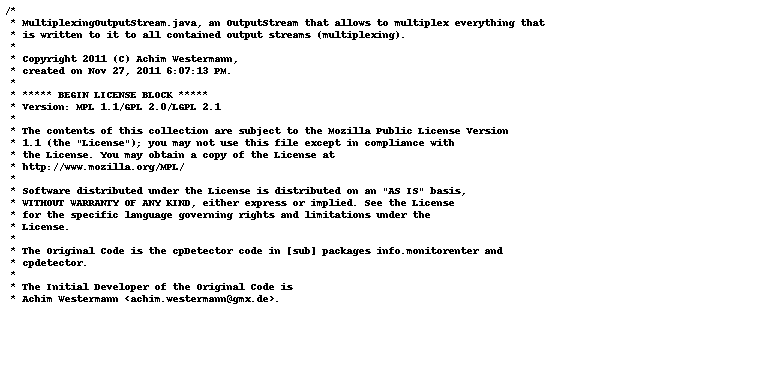 /*
 * MultiplexingOutputStream.java, an OutputStream that allows to multiplex everything that
 * is written to it to all contained output streams (multiplexing).
 *
 * Copyright 2011 (C) Achim Westermann,
 * created on Nov 27, 2011 6:07:13 PM.
 *
 * ***** BEGIN LICENSE BLOCK *****
 * Version: MPL 1.1/GPL 2.0/LGPL 2.1
 *
 * The contents of this collection are subject to the Mozilla Public License Version
 * 1.1 (the "License"); you may not use this file except in compliance with
 * the License. You may obtain a copy of the License at
 * http://www.mozilla.org/MPL/
 *
 * Software distributed under the License is distributed on an "AS IS" basis,
 * WITHOUT WARRANTY OF ANY KIND, either express or implied. See the License
 * for the specific language governing rights and limitations under the
 * License.
 *
 * The Original Code is the cpDetector code in [sub] packages info.monitorenter and
 * cpdetector.
 *
 * The Initial Developer of the Original Code is
 * Achim Westermann <achim.westermann@gmx.de>.